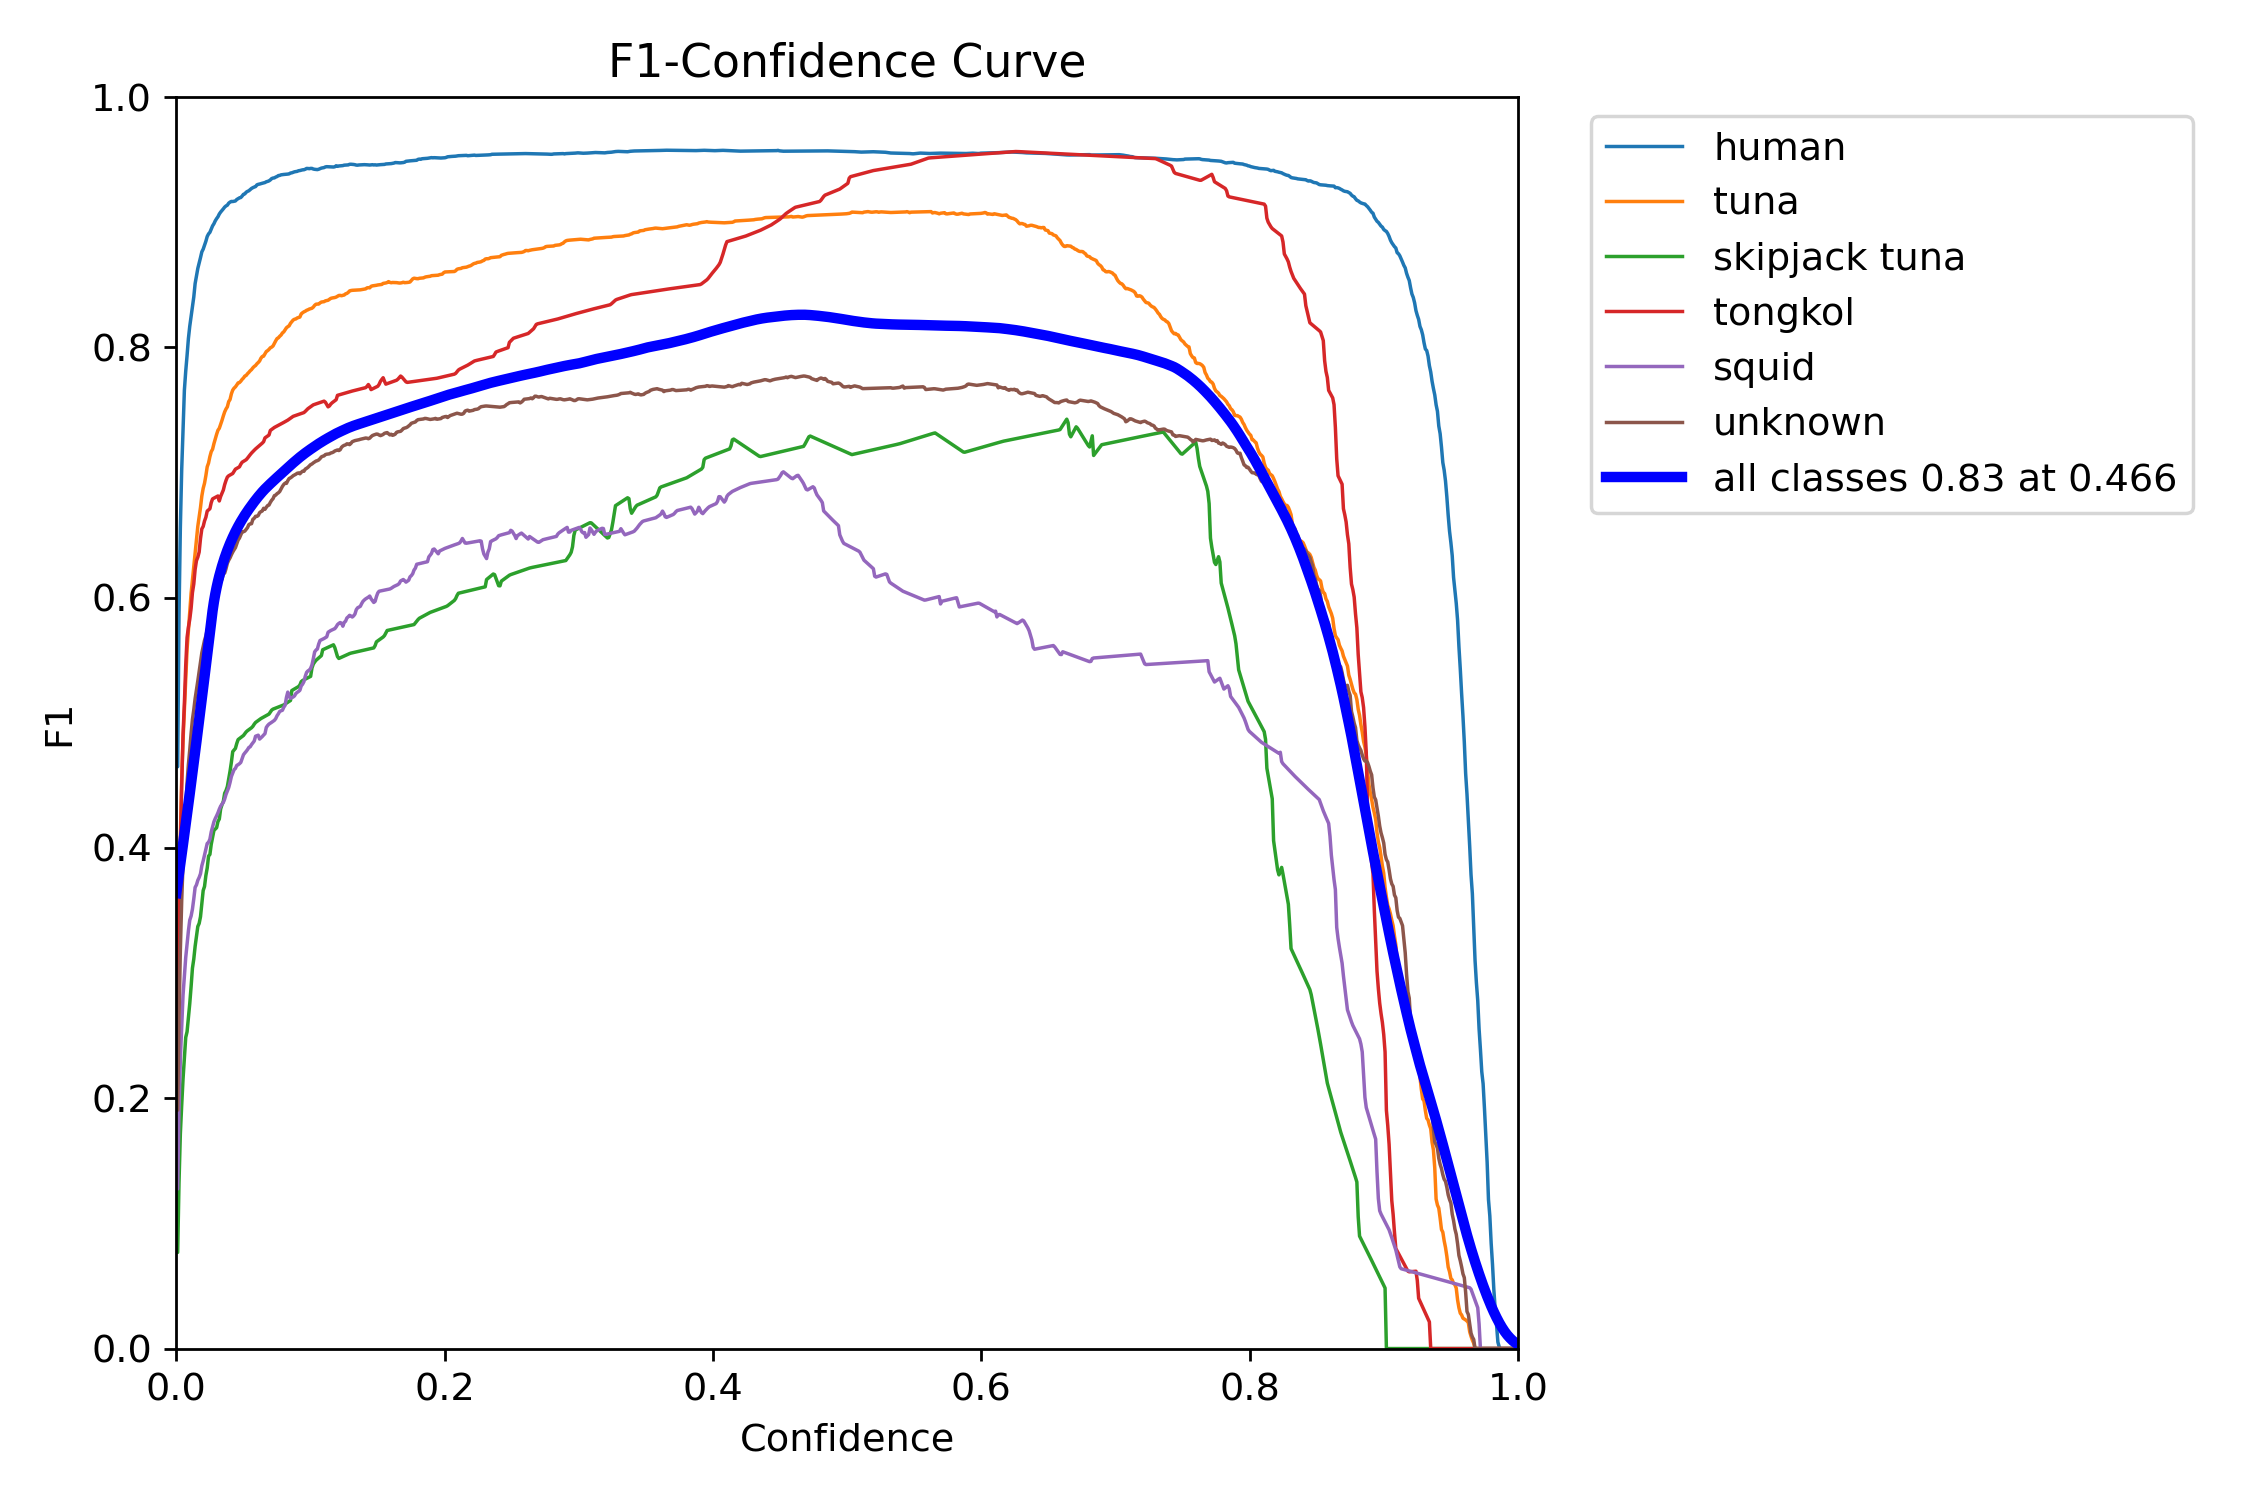 F1-Confidence Curve
1.0
0.8
0.6
0.4
0.2
0.0
F1
0.0 0.2 0.4 0.6 0.8 1.0
Confidence
human
tuna
skipjack tuna
tongkol
squid
unknown
all classes 0.83 at 0.466